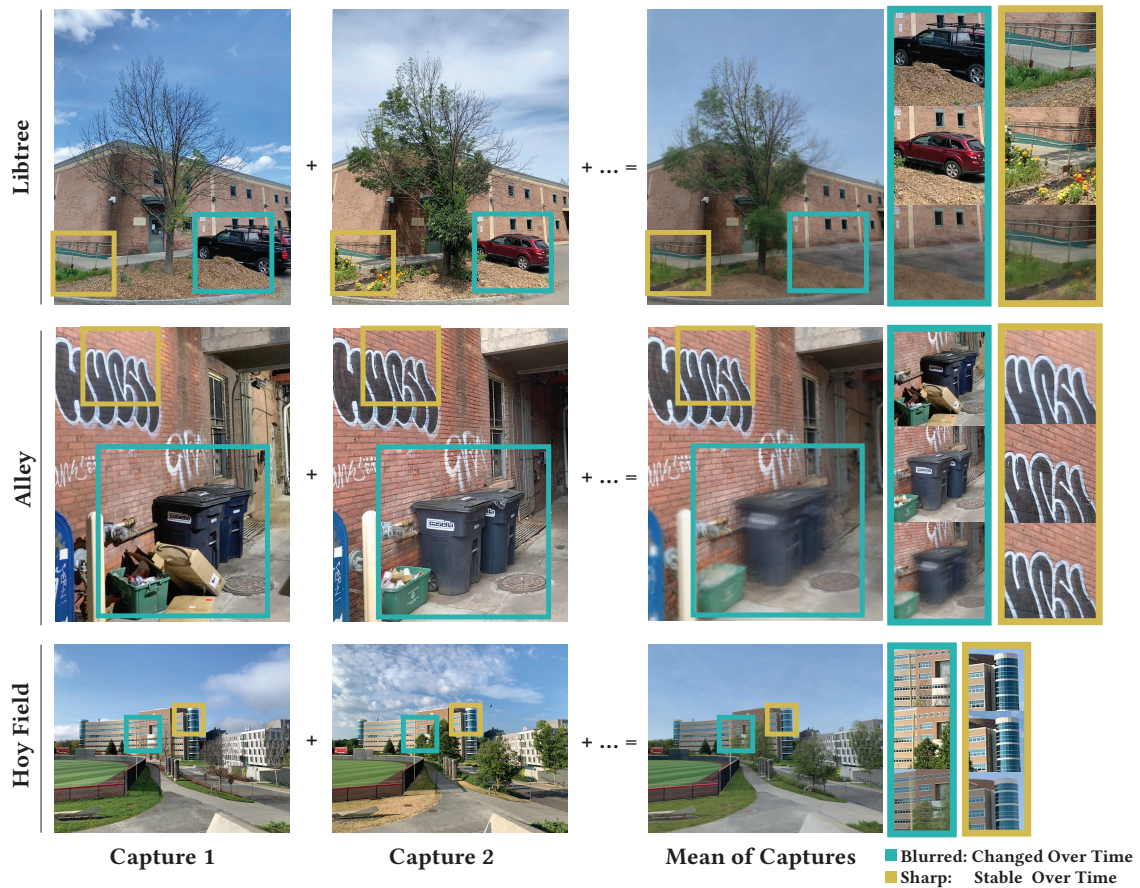 Libtree
+
+ ... =
Alley
+
+ ... =
casella
Hoy Field
+
+ ... =
Capture 1
Capture 2
Mean of Captures
Blurred: Changed Over Time
Sharp: Stable Over Time